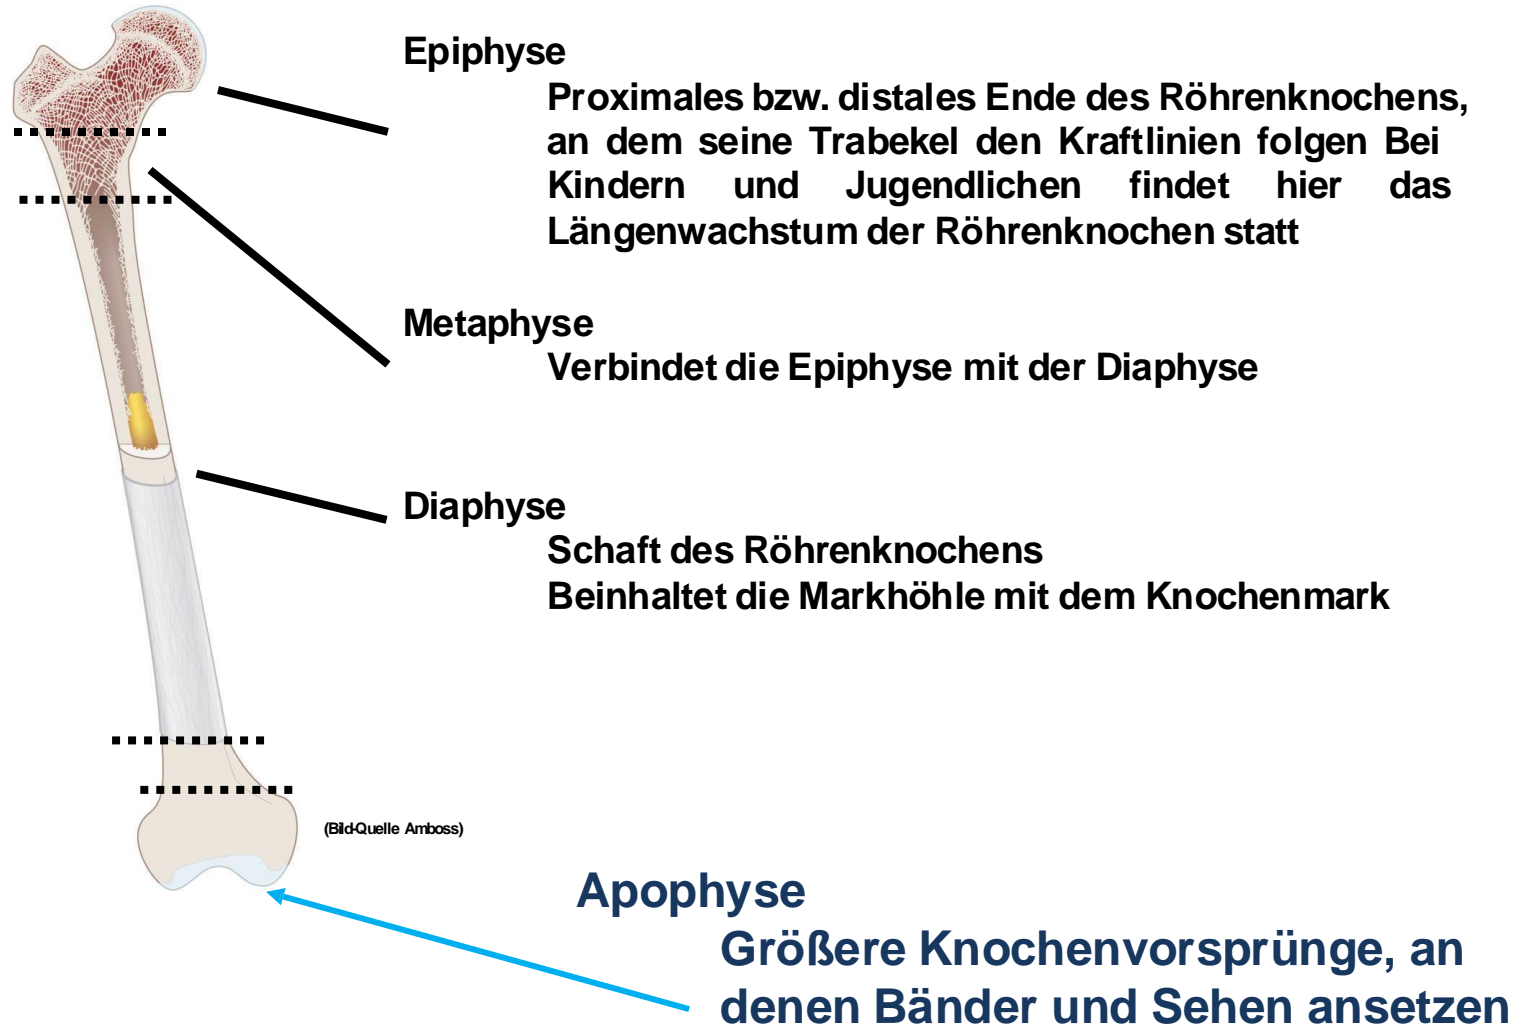 Epiphyse
Proximales bzw. distales Ende des Röhrenknochens,
an dem seine Trabekel den Kraftlinien folgen Bei
Kindern und Jugendlichen findet hier das
Längenwachstum der Röhrenknochen statt
Metaphyse
Verbindet die Epiphyse mit der Diaphyse
Diaphyse
Schaft des Röhrenknochens
Beinhaltet die Markhöhle mit dem Knochenmark
(Bild-Quelle Amboss)
Apophyse
Größere Knochenvorsprünge, an
denen Bänder und Sehen ansetzen